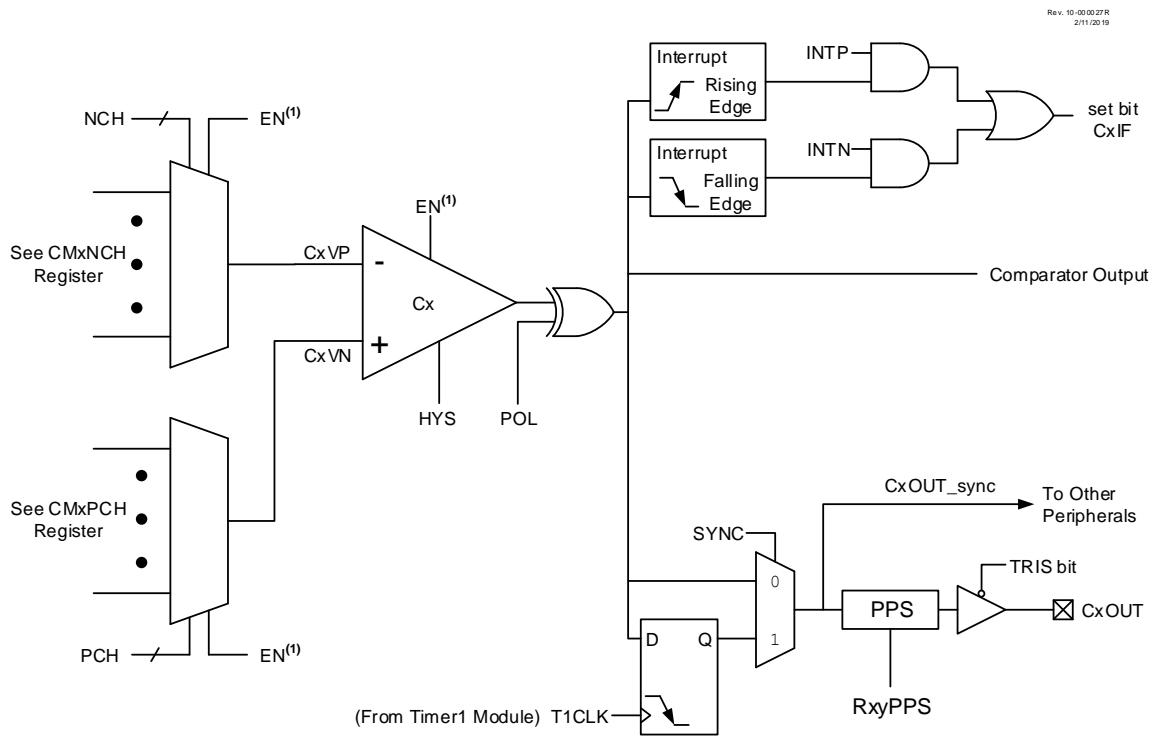 Rev. 10-000027R
2/11/2019
Interrupt
Rising
Edge
INTP
set bit
CxIF
NCH
EN(1)
Interrupt
Falling
Edge
INTN
See CMxNCH
Register
EN(1)
CxVP
-
Cx
Comparator Output
CxVN
+
HYS
POL
See CMxPCH
Register
CxOUT_sync
To Other
Peripherals
SYNC
0
TRIS bit
PPS
CxOUT
PCH
EN(1)
D
Q
1
RxyPPS
(From Timer1 Module) T1CLK